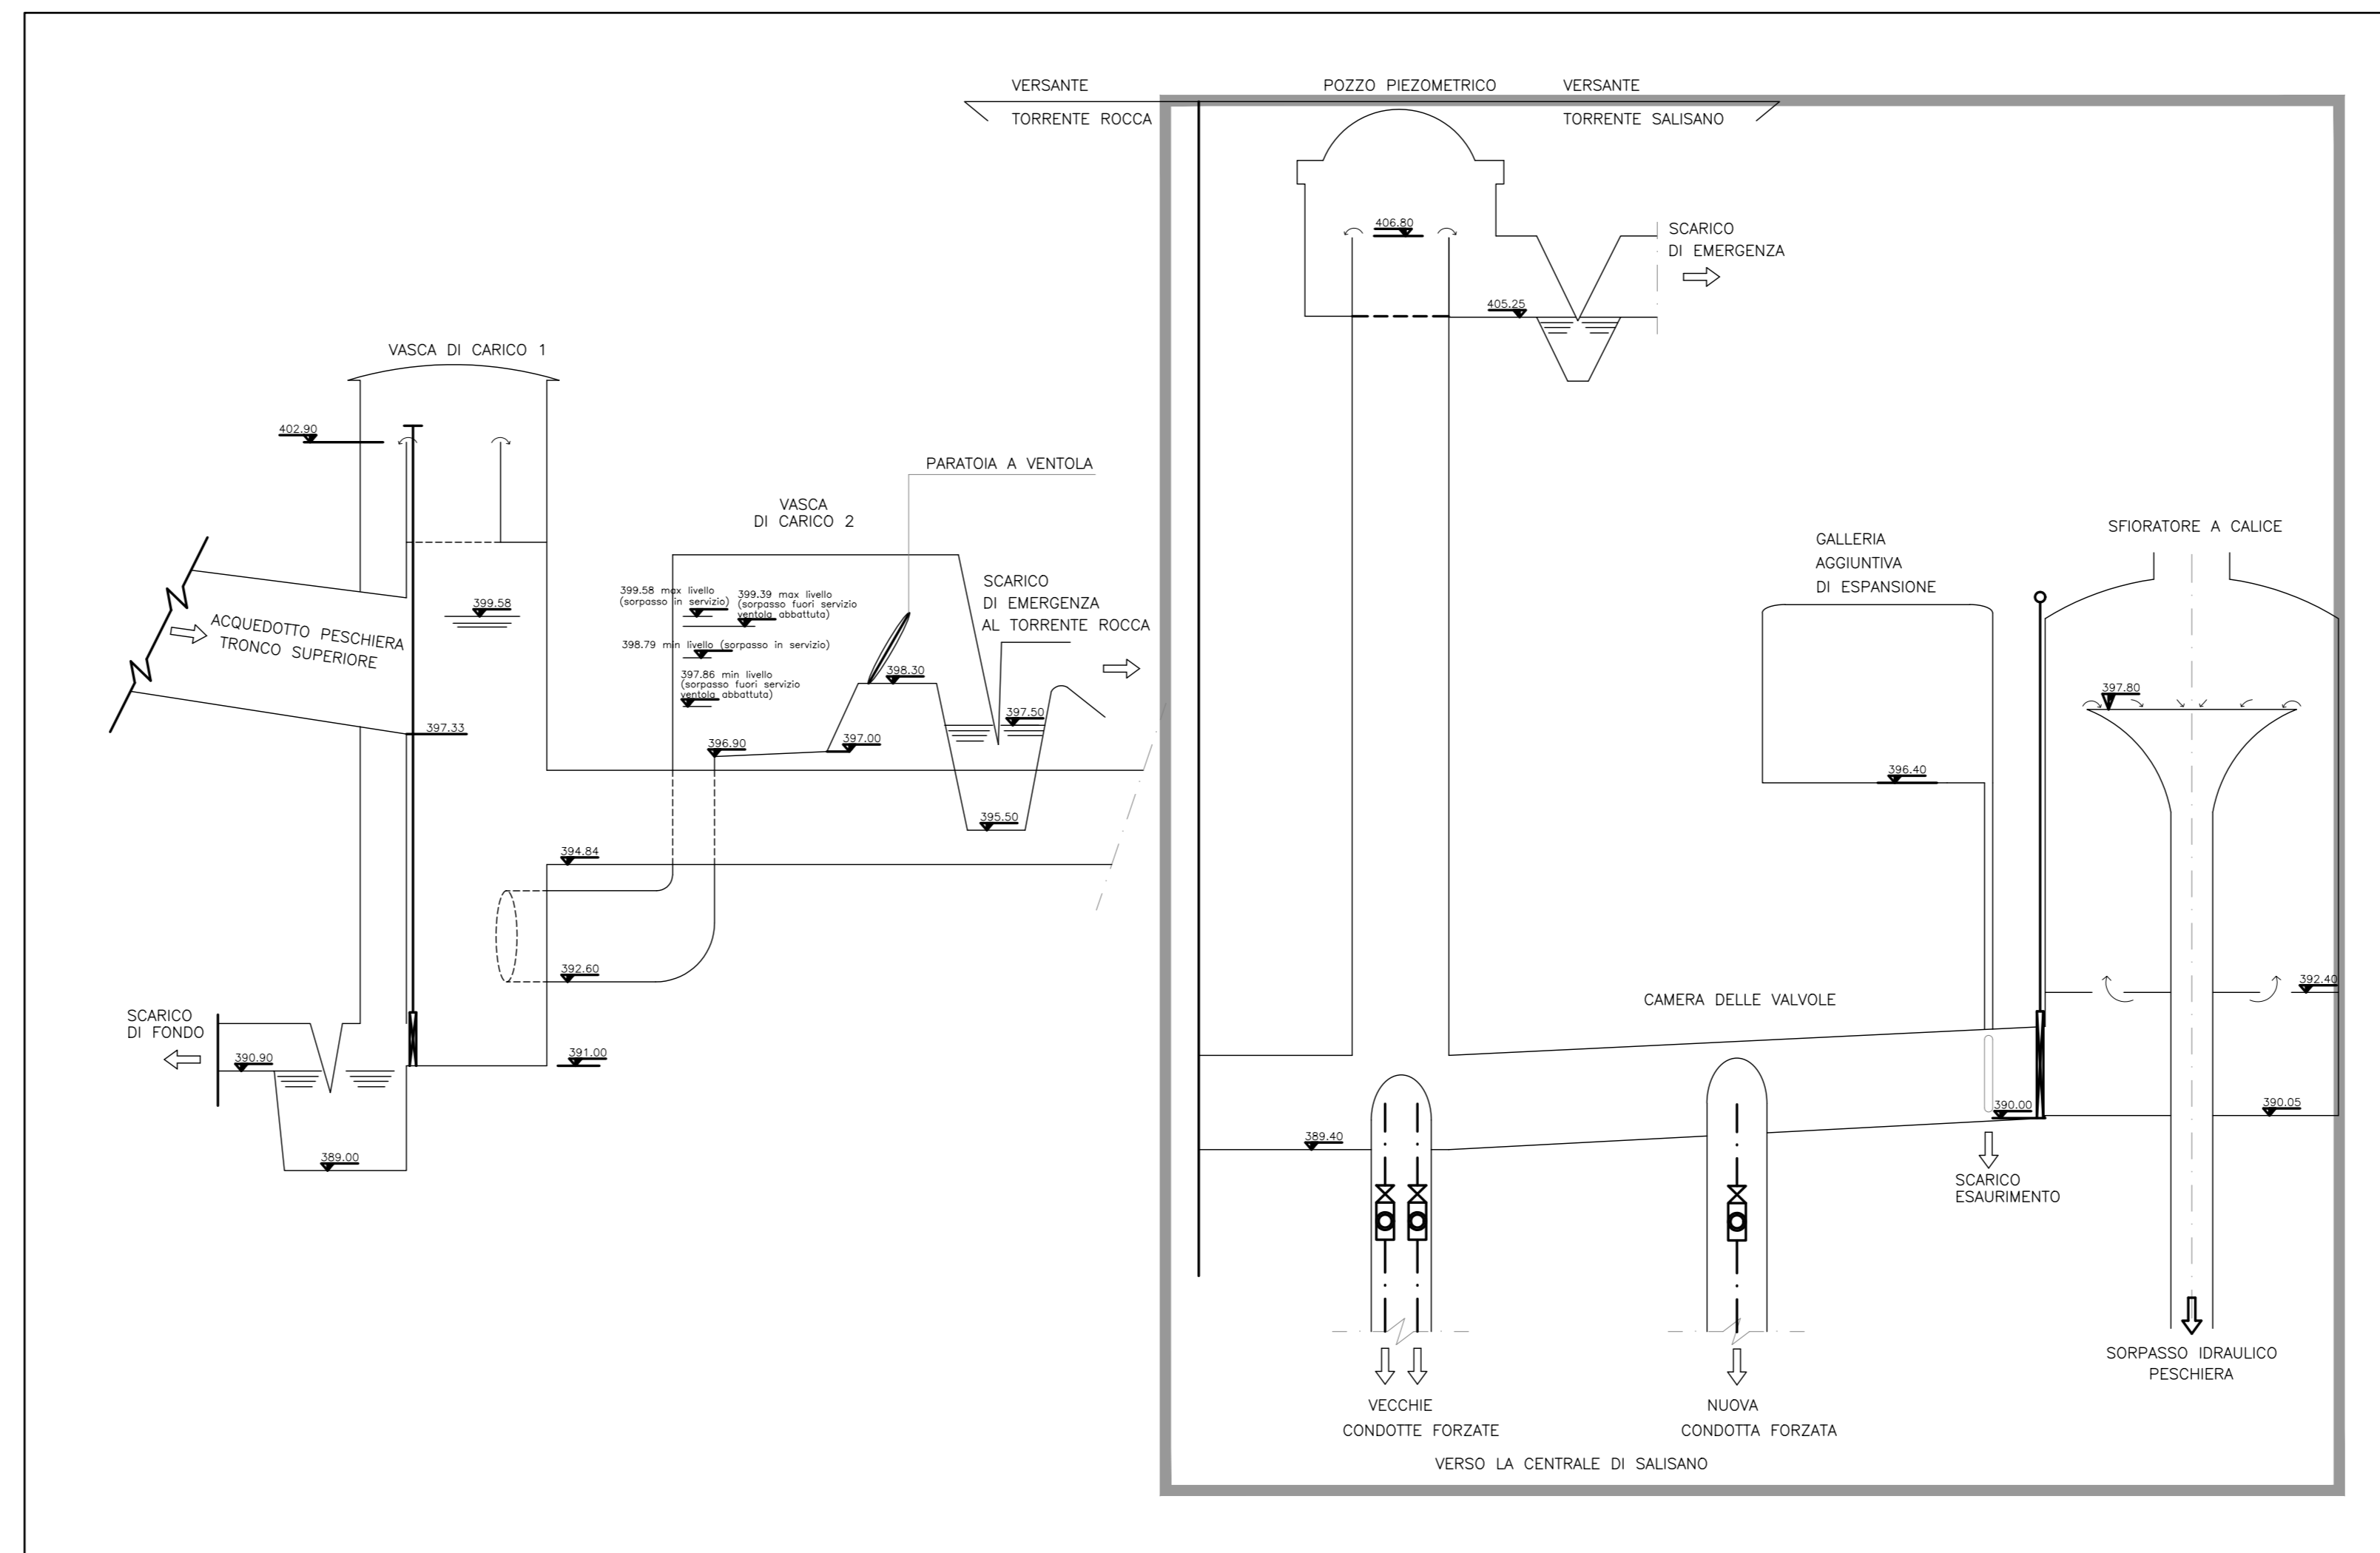 VERSANTE
TORRENTE ROCCA
POZZO PIEZOMETRICO
VERSANTE
TORRENTE SALISANO
406.80
SCARICO
DI EMERGENZA
405.25
VASCA DI CARICO 1
402.90
399.58
ACQUEDOTTO PESCHIERA
TRONCO SUPERIORE
397.33
PARATOIA A VENTOLA
VASCA
DI CARICO 2
399.58 max livello
(sorpasso in servizio)
399.39 max livello
(sorpasso fuori servizio
ventola abbattuta)
398.79 min livello (sorpasso in servizio)
397.86 min livello
(sorpasso fuori servizio
ventola abbattuta)
398.30
SCARICO
DI EMERGENZA
AL TORRENTE ROCCA
397.50
396.90
397.00
395.50
394.84
392.60
391.00
SCARICO
DI FONDO
390.90
389.00
GALLERIA
AGGIUNTIVA
DI ESPANSIONE
396.40
SFIORATORE A CALICE
397.80
392.40
CAMERA DELLE VALVOLE
390.00
390.05
389.40
SCARICO
ESAURIMENTO
SORPASSO IDRAULICO
PESCHIERA
VECCHIE
CONDOTTE FORZATE
NUOVA
CONDOTTA FORZATA
VERSO LA CENTRALE DI SALISANO